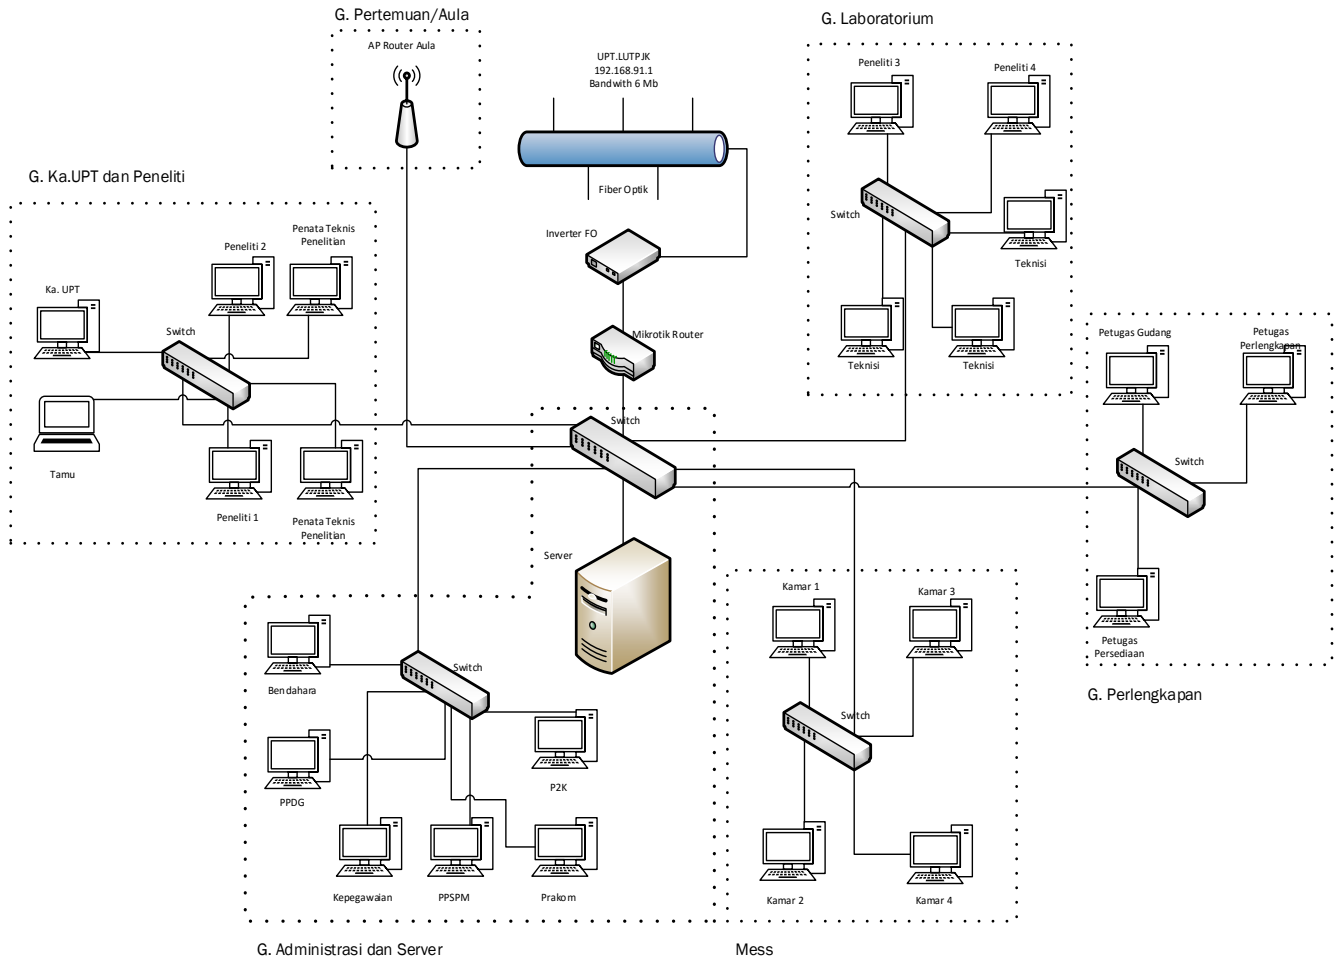 G. Pertemuan/Aula
AP Router Aula
UPT.LUTPJK
192.168.91.1
Bandwith 6 Mb
Fiber Optik
Inverter FO
Mikrotik Router
G. Laboratorium
Peneliti 3
Peneliti 4
Switch
Teknisi
Teknisi
Teknisi
G. Ka.UPT dan Peneliti
Peneliti 2
Penata Teknis
Penelitian
Ka. UPT
Switch
Tamu
Peneliti 1
Penata Teknis
Penelitian
Switch
Server
Petugas Gudang
Petugas
Perlengkapan
Switch
Petugas
Persediaan
G. Perlengkapan
Bendahara
Switch
PPDG
P2K
Kepegawaian
PPSPM
Prakom
G. Administrasi dan Server
Kamar 1
Kamar 3
Switch
Kamar 2
Kamar 4
Mess